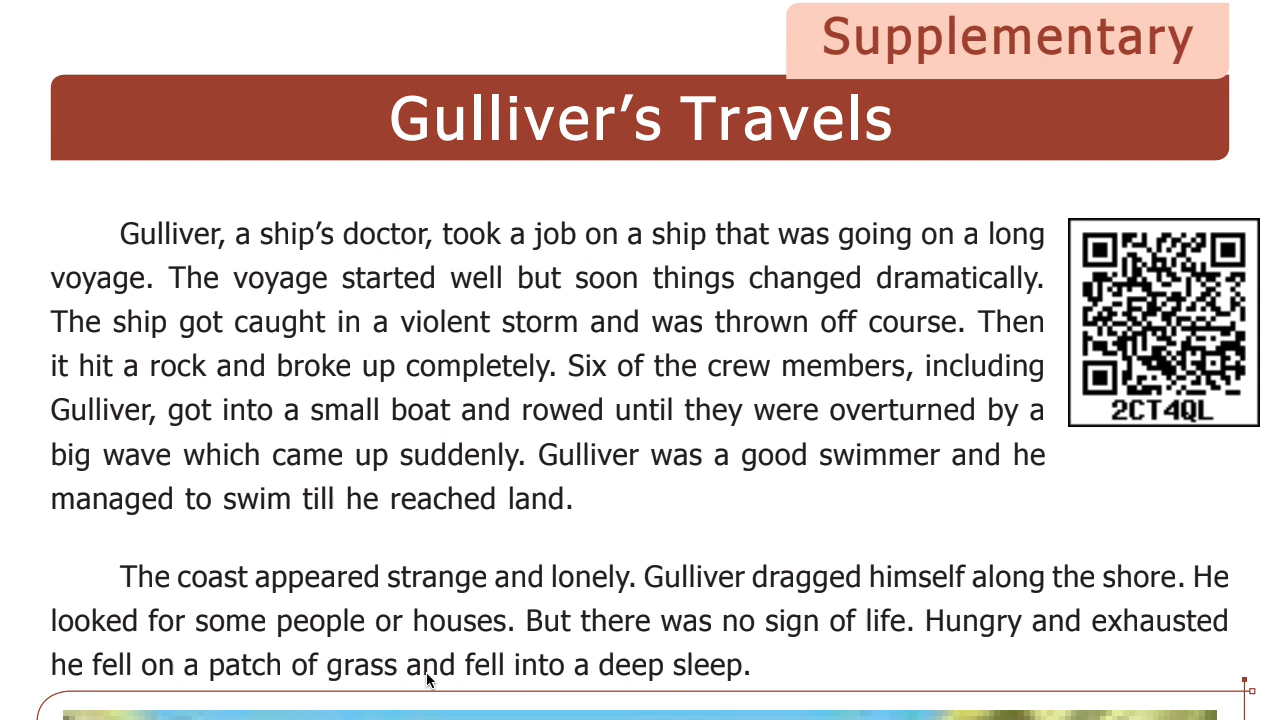 Supplementary
Gulliver’s Travels
Gulliver, a ship’s doctor, took a job on a ship that was going on a long
voyage. The voyage started well but soon things changed dramatically.
The ship got caught in a violent storm and was thrown off course. Then
it hit a rock and broke up completely. Six of the crew members, including
Gulliver, got into a small boat and rowed until they were overturned by a
big wave which came up suddenly. Gulliver was a good swimmer and he
managed to swim till he reached land.
2CT4QL
The coast appeared strange and lonely. Gulliver dragged himself along the shore. He
looked for some people or houses. But there was no sign of life. Hungry and exhausted
he fell on a patch of grass and fell into a deep sleep.